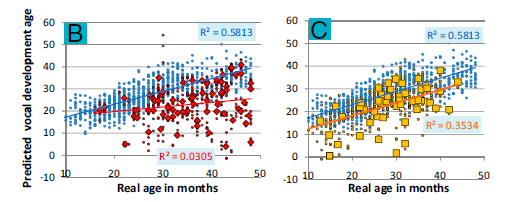 Predicted vocal development age
60
50
40
30
20
10
0
-10
B
R² = 0.5813
R² = 0.0305
10 20 30 40 50
Real age in months
60
50
40
30
20
10
0
-10
C
R² = 0.5813
R² = 0.3534
10 20 30 40 50
Real age in months